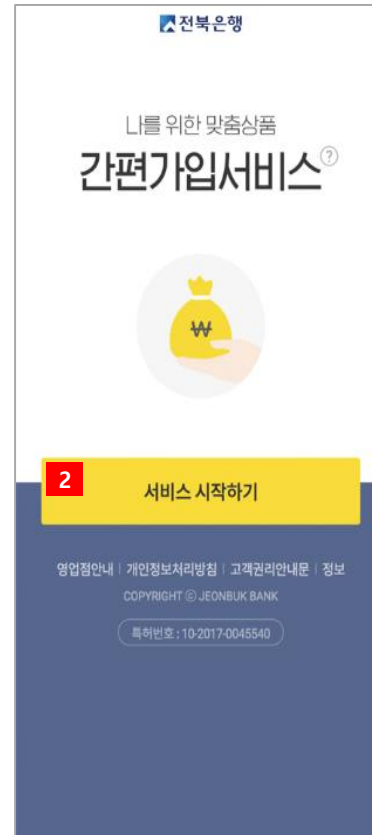 전북은행
나를 위한 맞춤상품
간편가입서비스?
₩
2
서비스 시작하기
영업점안내 | 개인정보처리방침 | 고객권리안내문 | 정보
COPYRIGHT ⓒ JEONBUK BANK
특허번호 : 10-2017-0045540